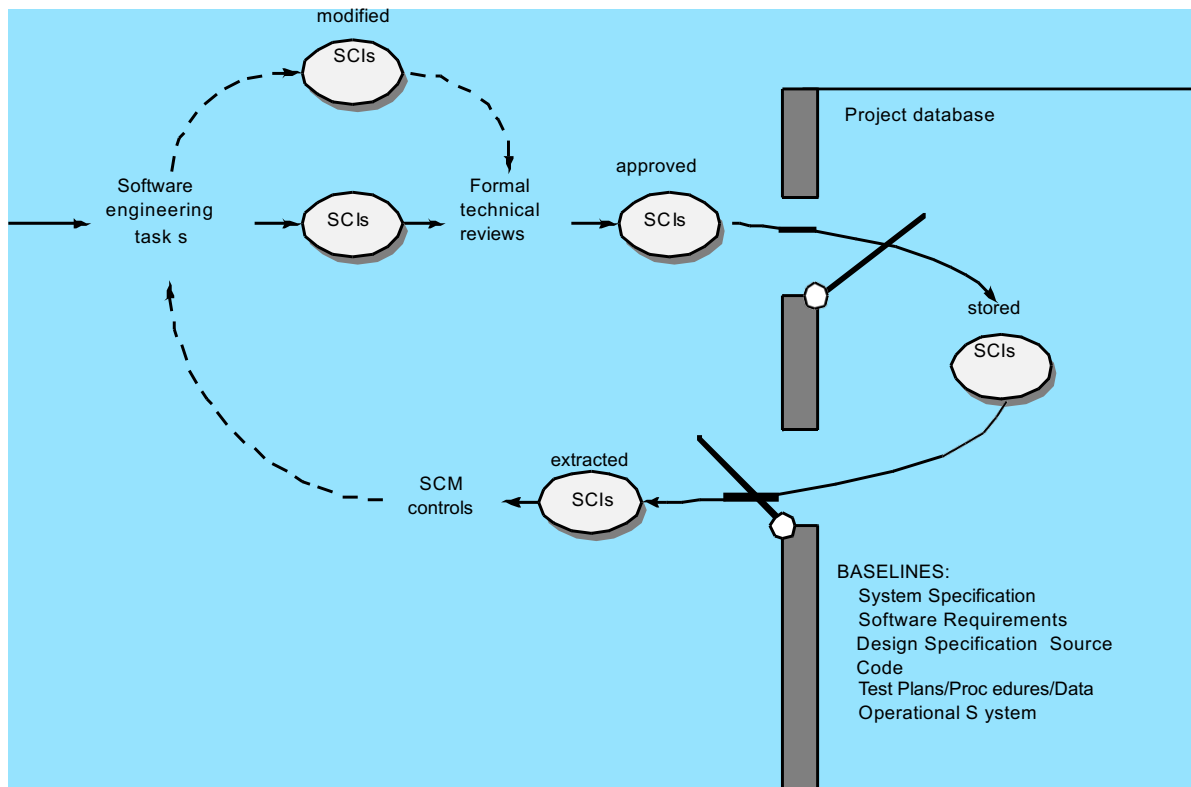 modified
SCIs
Project database
Software
engineering
task s
SCIs
Formal
technical
reviews
approved
SCIs
stored
SCIs
extracted
SCIs
SCM
controls
BASELINES:
System Specification
Software Requirements
Design Specification Source
Code
Test Plans/Proc edures/Data
Operational S ystem